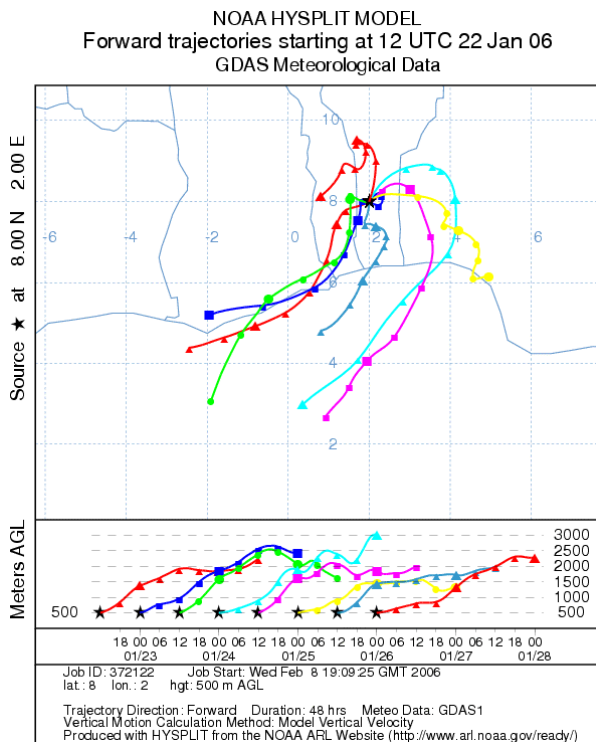 NOAA HYSPLIT MODEL
Forward trajectories starting at 12 UTC 22 Jan 06
GDAS Meteorological Data
Source ★ at 8.00 N 2.00 E
10
8
-6 -4 -2 0 2 4 6
6
4
2
Meters AGL
3000
2500
2000
1500
1000
500
500
18 00 06 12 18 00 06 12 18 00 06 12 18 00 06 12 18 00 06 12 18 00
01/23 01/24 01/25 01/26 01/27 01/28
Job ID: 372122 Job Start: Wed Feb 8 19:09:25 GMT 2006
lat.: 8 lon.: 2 hgt: 500 m AGL
Trajectory Direction: Forward Duration: 48 hrs Meteo Data: GDAS1
Vertical Motion Calculation Method: Model Vertical Velocity
Produced with HYSPLIT from the NOAA ARL Website (http://www.arl.noaa.gov/ready/)